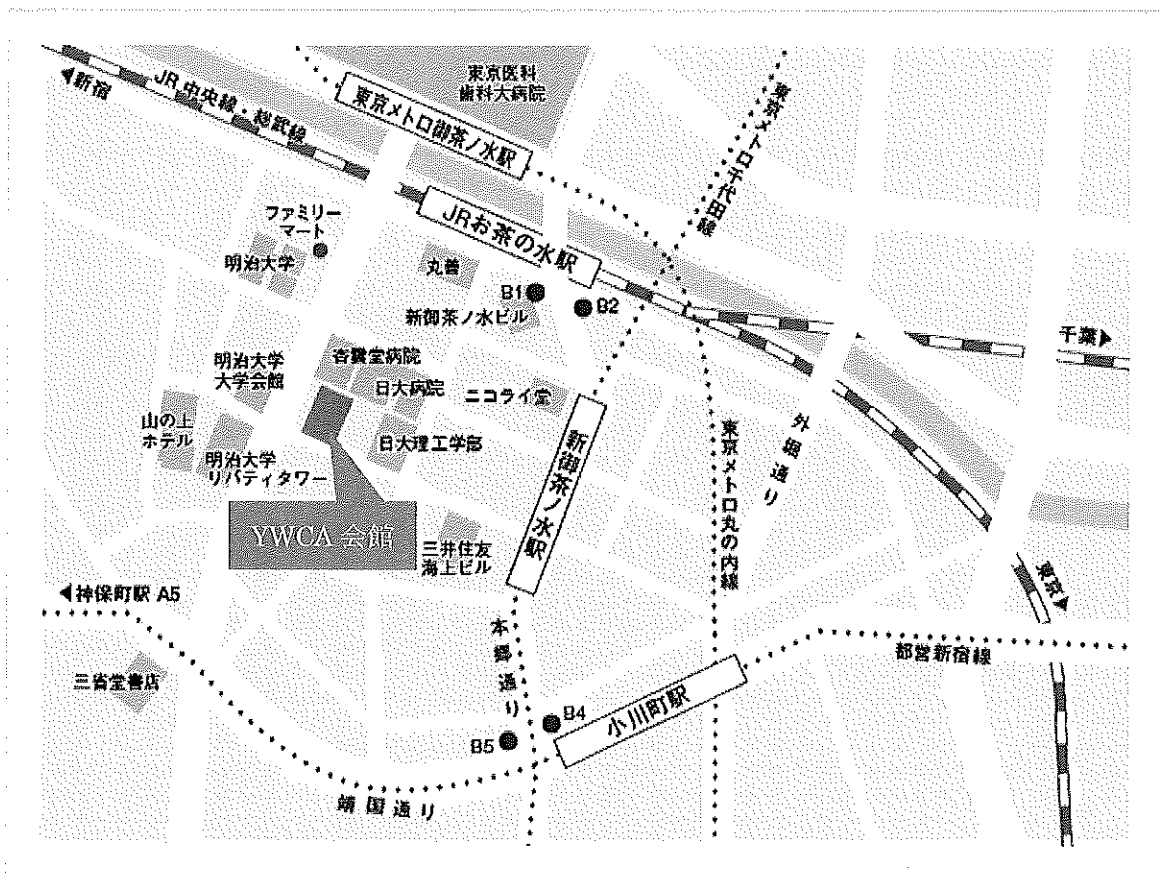 東京医科
歯科大病院
◀新宿
JR 中央線・総武線
東京メトロ御茶ノ水駅
東京メトロ千代田線
JRお茶の水駅
ファミリー
マート
明治大学
丸善
B1
B2
新御茶ノ水ビル
千葉▶
明治大学
大学会館
杏雲堂病院
日大病院
ニコライ堂
山の上
ホテル
明治大学
リバティタワー
日大理工学部
新御茶ノ水駅
東京メトロ丸の内線
外堀通り
YWCA 会館
三井住友
海上ビル
東京▶
◀神保町駅 A5
本郷通り
都営新宿線
三省堂書店
B4
B5
小川町駅
靖国通り